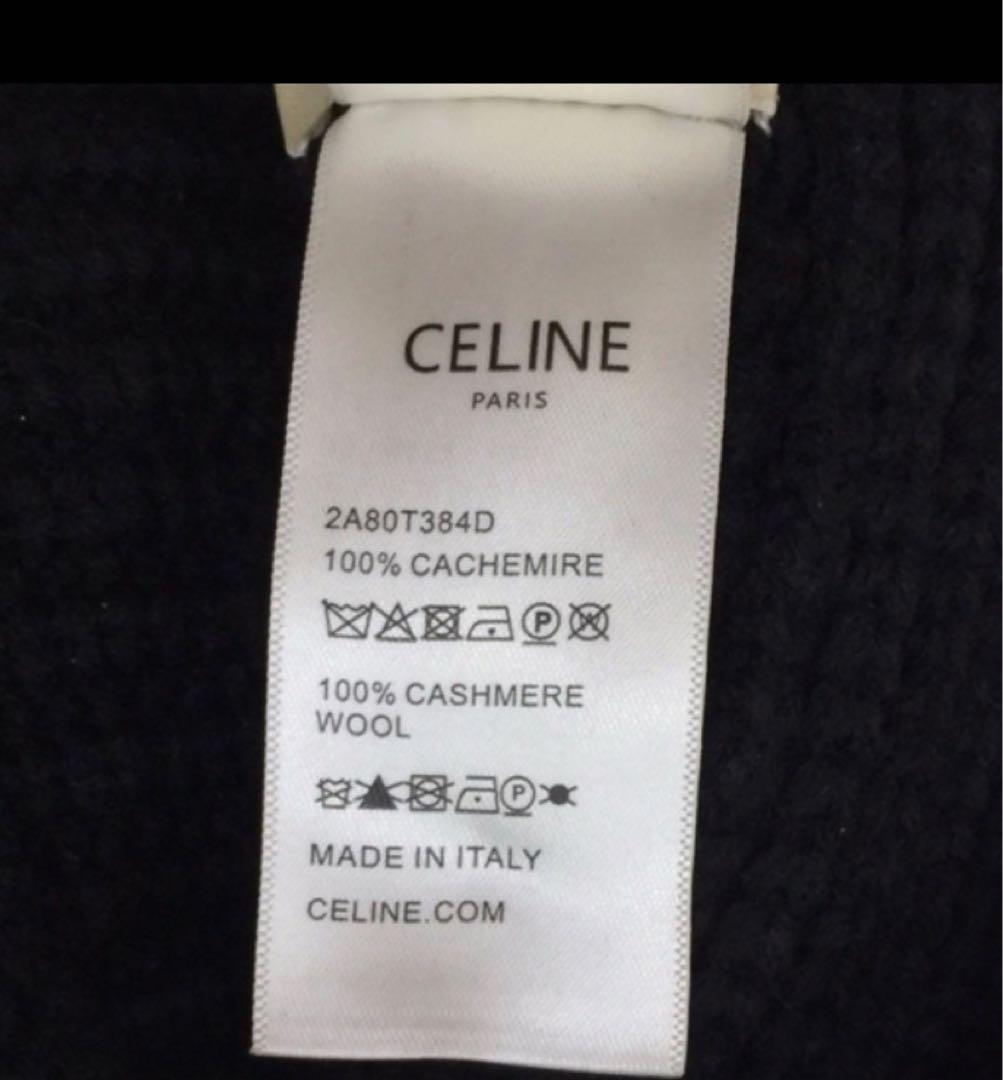 CELINE
PARIS
2A80T384D
100% CACHEMIRE
P W
100% CASHMERE
WOOL
P
MADE IN ITALY
CELINE.COM